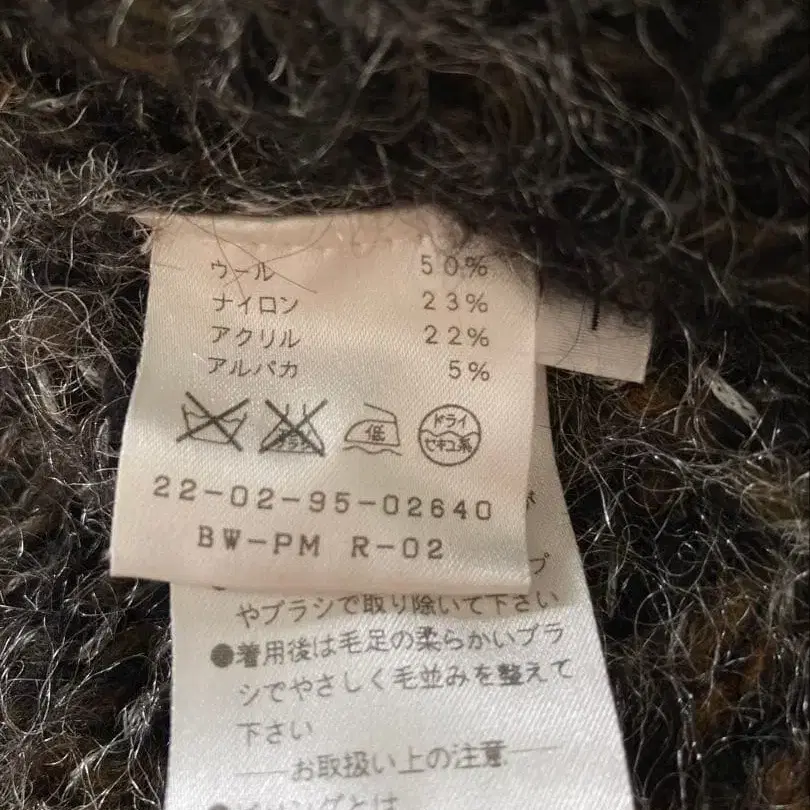 ウール 50%
ナイロン 23%
アクリル 22%
アルパカ 5%
低 ドライ
セキユ系
22-02-95-02640
BW-PM R-02
が
プ
やブラシで取り除いて下さい
●着用後は毛足の柔らかいブラ
シでやさしく毛並みを整えて
下さい
お取扱い上の注意